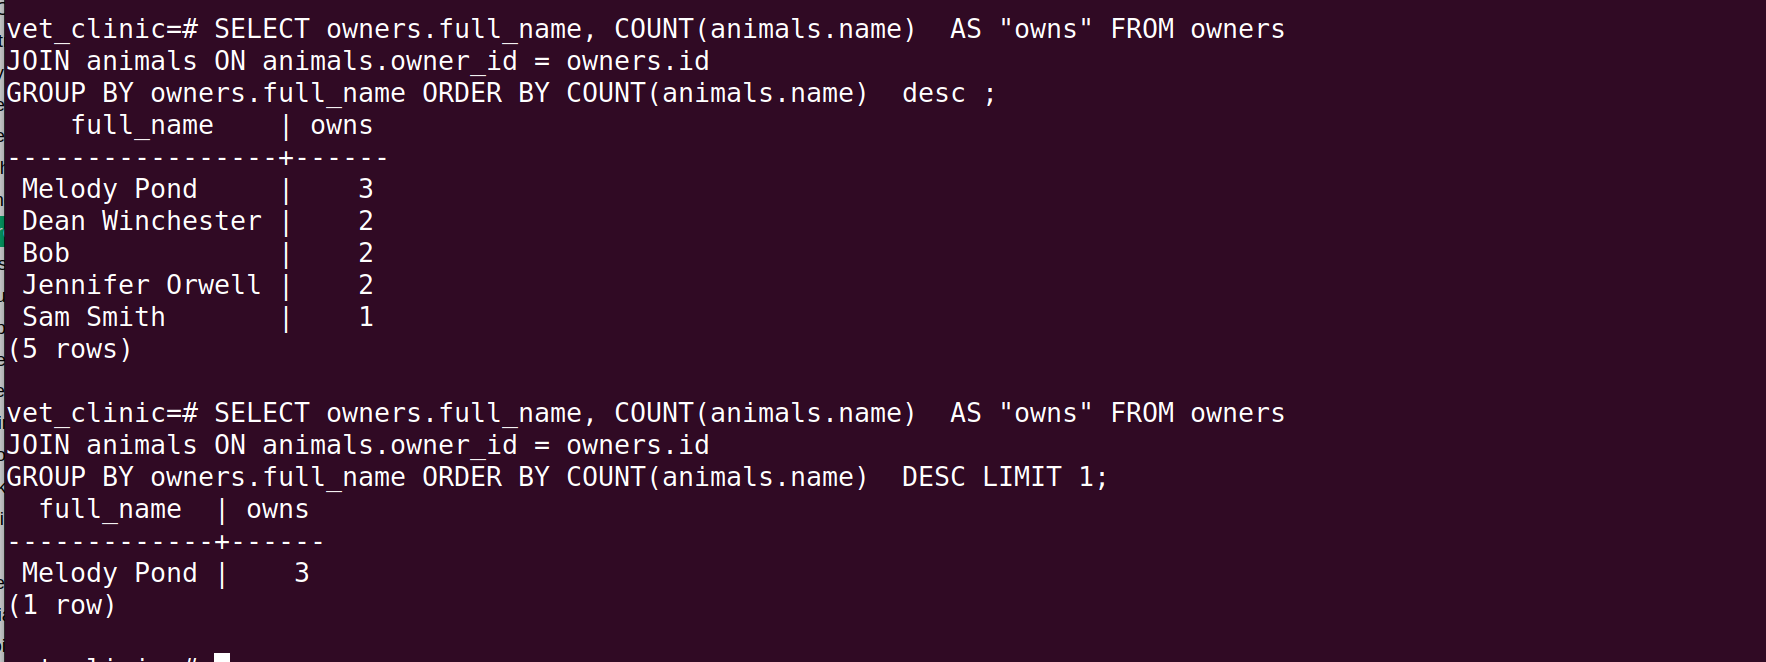 vet_clinic=# SELECT owners.full_name, COUNT(animals.name)  AS "owns" FROM owners
JOIN animals ON animals.owner_id = owners.id
GROUP BY owners.full_name ORDER BY COUNT(animals.name)  desc ;
    full_name    | owns
-----------------+------
 Melody Pond     |    3
 Dean Winchester |    2
 Bob             |    2
 Jennifer Orwell |    2
 Sam Smith       |    1
(5 rows)

vet_clinic=# SELECT owners.full_name, COUNT(animals.name)  AS "owns" FROM owners
JOIN animals ON animals.owner_id = owners.id
GROUP BY owners.full_name ORDER BY COUNT(animals.name)  DESC LIMIT 1;
  full_name  | owns
-------------+------
 Melody Pond |    3
(1 row)